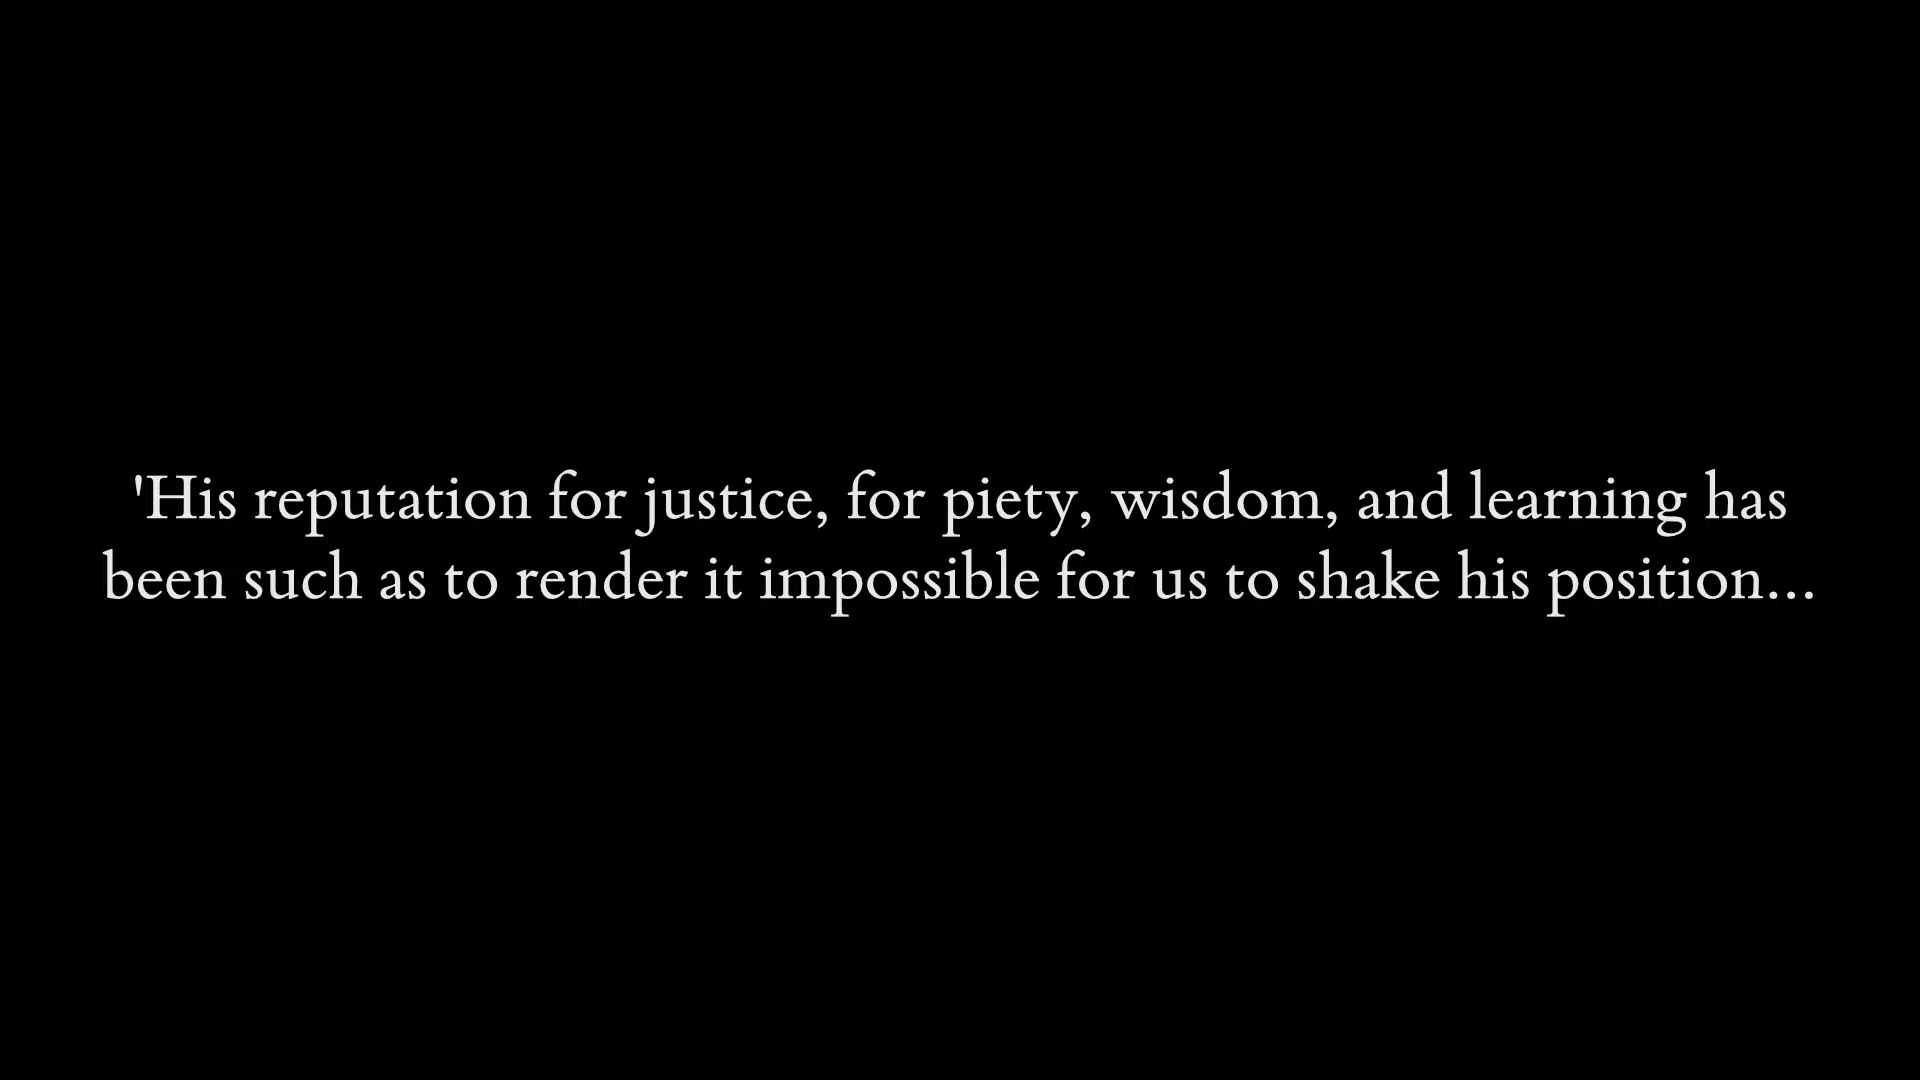 'His reputation for justice, for piety, wisdom, and learning has
been such as to render it impossible for us to shake his position...